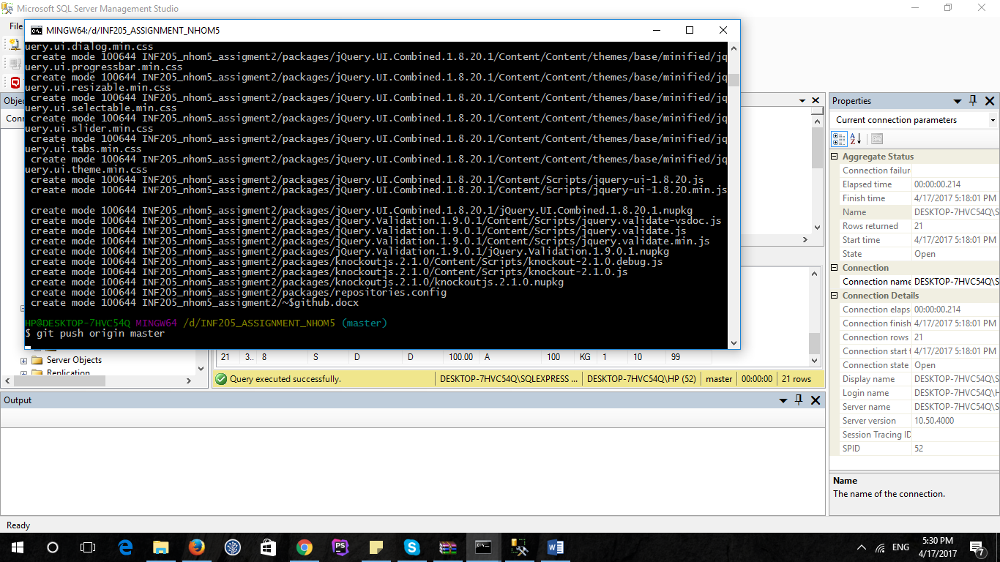 Microsoft SQL Server Management Studio
File
MINGW64:/d/INF205_ASSIGNMENT_NHOM5
uery.ui.dialog.min.css
create mode 100644 INF205_nhom5_assigment2/packages/jQuery.UI.Combined.1.8.20.1/Content/Content/themes/base/minified/jq
uery.ui.progressbar.min.css
create mode 100644 INF205_nhom5_assigment2/packages/jQuery.UI.Combined.1.8.20.1/Content/Content/themes/base/minified/jq
uery.ui.resizable.min.css
create mode 100644 INF205_nhom5_assigment2/packages/jQuery.UI.Combined.1.8.20.1/Content/Content/themes/base/minified/jq
uery.ui.selectable.min.css
create mode 100644 INF205_nhom5_assigment2/packages/jQuery.UI.Combined.1.8.20.1/Content/Content/themes/base/minified/jq
uery.ui.slider.min.css
create mode 100644 INF205_nhom5_assigment2/packages/jQuery.UI.Combined.1.8.20.1/Content/Content/themes/base/minified/jq
uery.ui.tabs.min.css
create mode 100644 INF205_nhom5_assigment2/packages/jQuery.UI.Combined.1.8.20.1/Content/Content/themes/base/minified/jq
uery.ui.theme.min.css
create mode 100644 INF205_nhom5_assigment2/packages/jQuery.UI.Combined.1.8.20.1/Content/Scripts/jquery-ui-1.8.20.js
create mode 100644 INF205_nhom5_assigment2/packages/jQuery.UI.Combined.1.8.20.1/Content/Scripts/jquery-ui-1.8.20.min.js
create mode 100644 INF205_nhom5_assigment2/packages/jQuery.UI.Combined.1.8.20.1/jQuery.UI.Combined.1.8.20.1.nupkg
create mode 100644 INF205_nhom5_assigment2/packages/jQuery.Validation.1.9.0.1/Content/Scripts/jquery.validate-vsdoc.js
create mode 100644 INF205_nhom5_assigment2/packages/jQuery.Validation.1.9.0.1/Content/Scripts/jquery.validate.js
create mode 100644 INF205_nhom5_assigment2/packages/jQuery.Validation.1.9.0.1/Content/Scripts/jquery.validate.min.js
create mode 100644 INF205_nhom5_assigment2/packages/jQuery.Validation.1.9.0.1/jQuery.Validation.1.9.0.1.nupkg
create mode 100644 INF205_nhom5_assigment2/packages/knockoutjs.2.1.0/Content/Scripts/knockout-2.1.0.debug.js
create mode 100644 INF205_nhom5_assigment2/packages/knockoutjs.2.1.0/Content/Scripts/knockout-2.1.0.js
create mode 100644 INF205_nhom5_assigment2/packages/knockoutjs.2.1.0/knockoutjs.2.1.0.nupkg
create mode 100644 INF205_nhom5_assigment2/packages/repositories.config
create mode 100644 INF205_nhom5_assigment2/~$github.docx
HP@DESKTOP-7HVC54Q MINGW64 /d/INF205_ASSIGNMENT_NHOM5 (master)
$ git push origin master
Objec
Conn
Server Objects
Replication
21 3.. 8 S D D 100.00 A 100 KG 1 10 99
Query executed successfully. DESKTOP-7HVC54Q\SQLEXPRESS ... DESKTOP-7HVC54Q\HP (52) master 00:00:00 21 rows
Output
Properties
Current connection parameters
Aggregate Status
Connection failur
Elapsed time 00:00:00.214
Finish time 4/17/2017 5:18:01 PM
Name DESKTOP-7HVC54Q\S
Rows returned 21
Start time 4/17/2017 5:18:01 PM
State Open
Connection
Connection name DESKTOP-7HVC54Q\S
Connection Details
Connection elaps 00:00:00.214
Connection finish 4/17/2017 5:18:01 PM
Connection rows 21
Connection start t 4/17/2017 5:18:01 PM
Connection state Open
Display name DESKTOP-7HVC54Q\S
Login name DESKTOP-7HVC54Q\H
Server name DESKTOP-7HVC54Q\S
Server version 10.50.4000
Session Tracing ID
SPID 52
Name
The name of the connection.
Ready
ENG
5:30 PM
4/17/2017
7